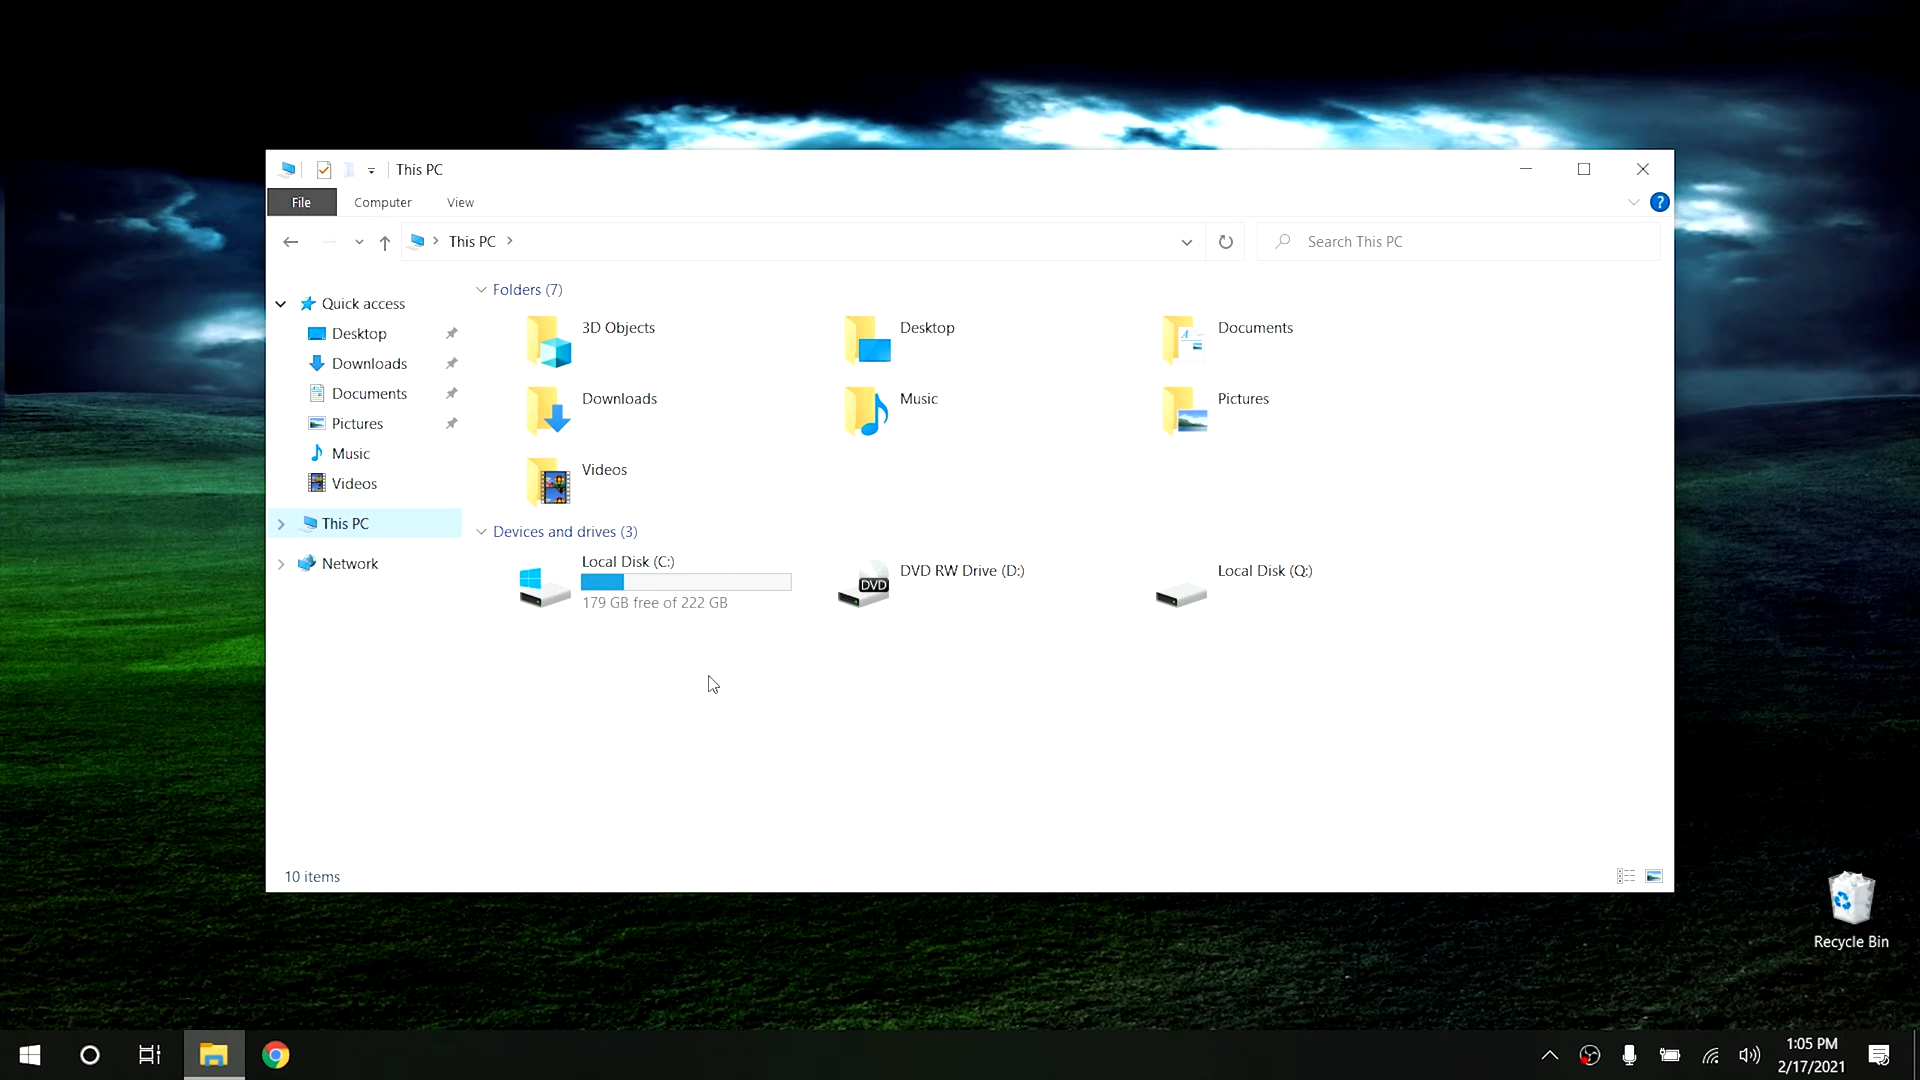 This PC
File Computer View
This PC
Search This PC
Quick access
Desktop
Downloads
Documents
Pictures
Music
Videos
This PC
Network
Folders (7)
3D Objects
Desktop
Documents
Downloads
Music
Pictures
Videos
Devices and drives (3)
Local Disk (C:)
179 GB free of 222 GB
DVD
DVD RW Drive (D:)
Local Disk (Q:)
10 items
Recycle Bin
1:05 PM
2/17/2021